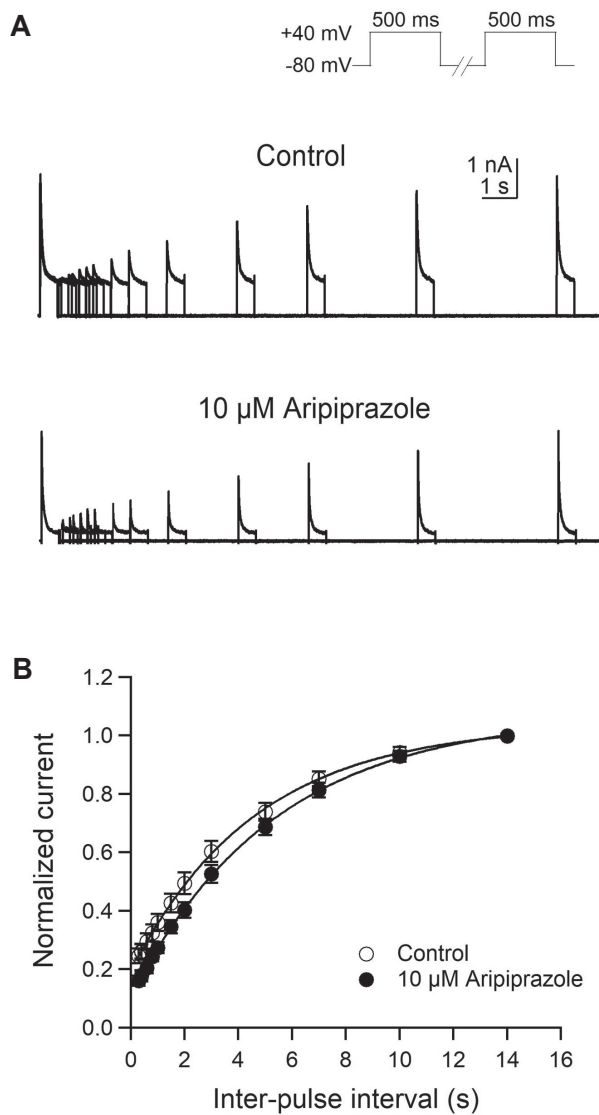 A
500 ms 500 ms
+40 mV
-80 mV
Control
1 nA
1 s
10 µM Aripiprazole
B
1.2
1.0
0.8
0.6
0.4
0.2
0.0
Normalized current
Control
10 µM Aripiprazole
0 2 4 6 8 10 12 14 16
Inter-pulse interval (s)